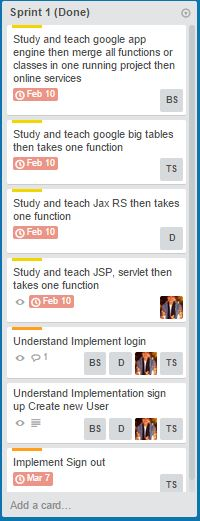 Sprint 1 (Done)
Study and teach google app
engine then merge all functions or
classes in one running project then
online services
Feb 10
BS
Study and teach google big tables
then takes one function
Feb 10
TS
Study and teach Jax RS then takes
one function
Feb 10
D
Study and teach JSP, servlet then
takes one function
Feb 10
Understand Implement login
1
BS D TS
Understand Implementation sign
up Create new User
BS D TS
Implement Sign out
Mar 7
TS
Add a card...